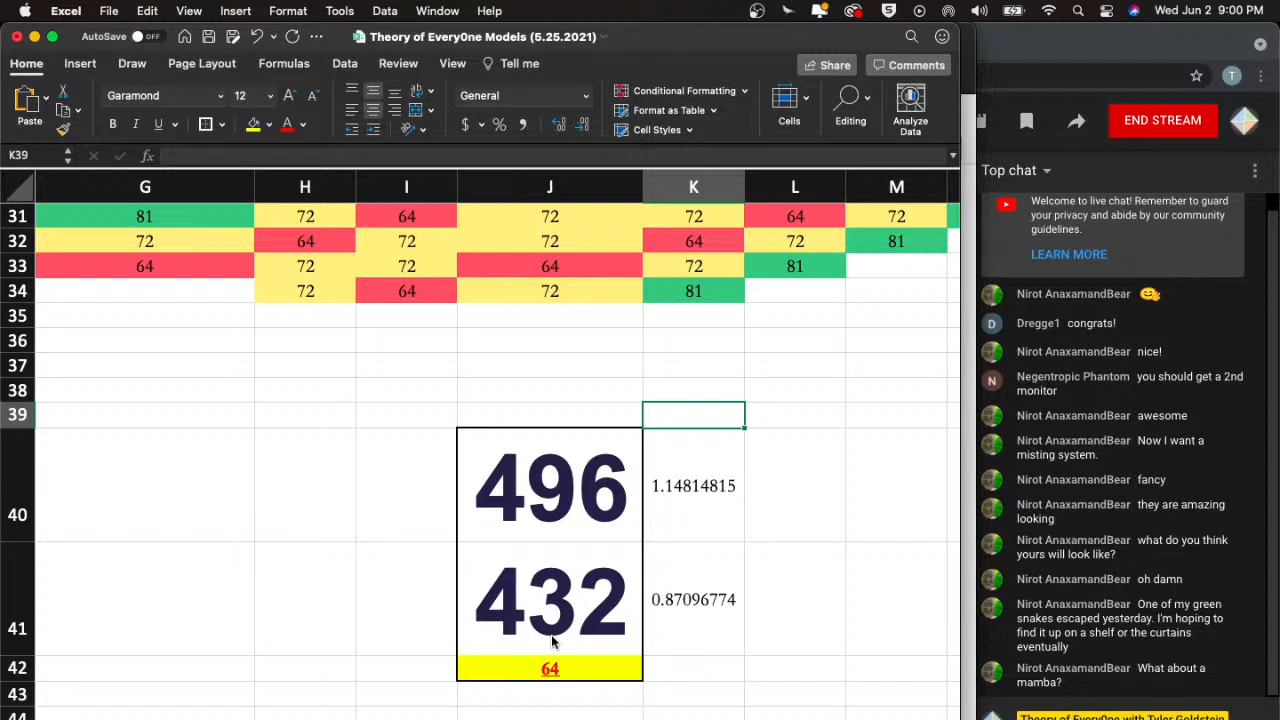 Excel File Edit View Insert Format Tools Data Window Help Wed Jun 2 9:00 PM
AutoSave OFF Theory of EveryOne Models (5.25.2021)
Home Insert Draw Page Layout Formulas Data Review View Tell me Share Comments
Paste Garamond 12 General Conditional Formatting Cells Editing Analyze Data
B I U $ % Format as Table
Cell Styles
K39 fx
G H I J K L M
31 81 72 64 72 72 64 72
32 72 64 72 72 64 72 81
33 64 72 72 64 72 81
34 72 64 72 81
35
36
37
38
39
40 496 1.14814815
41 432 0.87096774
42 64
43
44
T
END STREAM
Top chat
Welcome to live chat! Remember to guard
your privacy and abide by our community
guidelines.
LEARN MORE
Nirot AnaxamandBear
D Dregge1 congrats!
Nirot AnaxamandBear nice!
N Negentropic Phantom you should get a 2nd
monitor
Nirot AnaxamandBear awesome
Nirot AnaxamandBear Now I want a
misting system.
Nirot AnaxamandBear fancy
Nirot AnaxamandBear they are amazing
looking
Nirot AnaxamandBear what do you think
yours will look like?
Nirot AnaxamandBear oh damn
Nirot AnaxamandBear One of my green
snakes escaped yesterday. I'm hoping to
find it up on a shelf or the curtains
eventually
Nirot AnaxamandBear What about a
mamba?
Theory of EveryOne with Tyler Goldstein